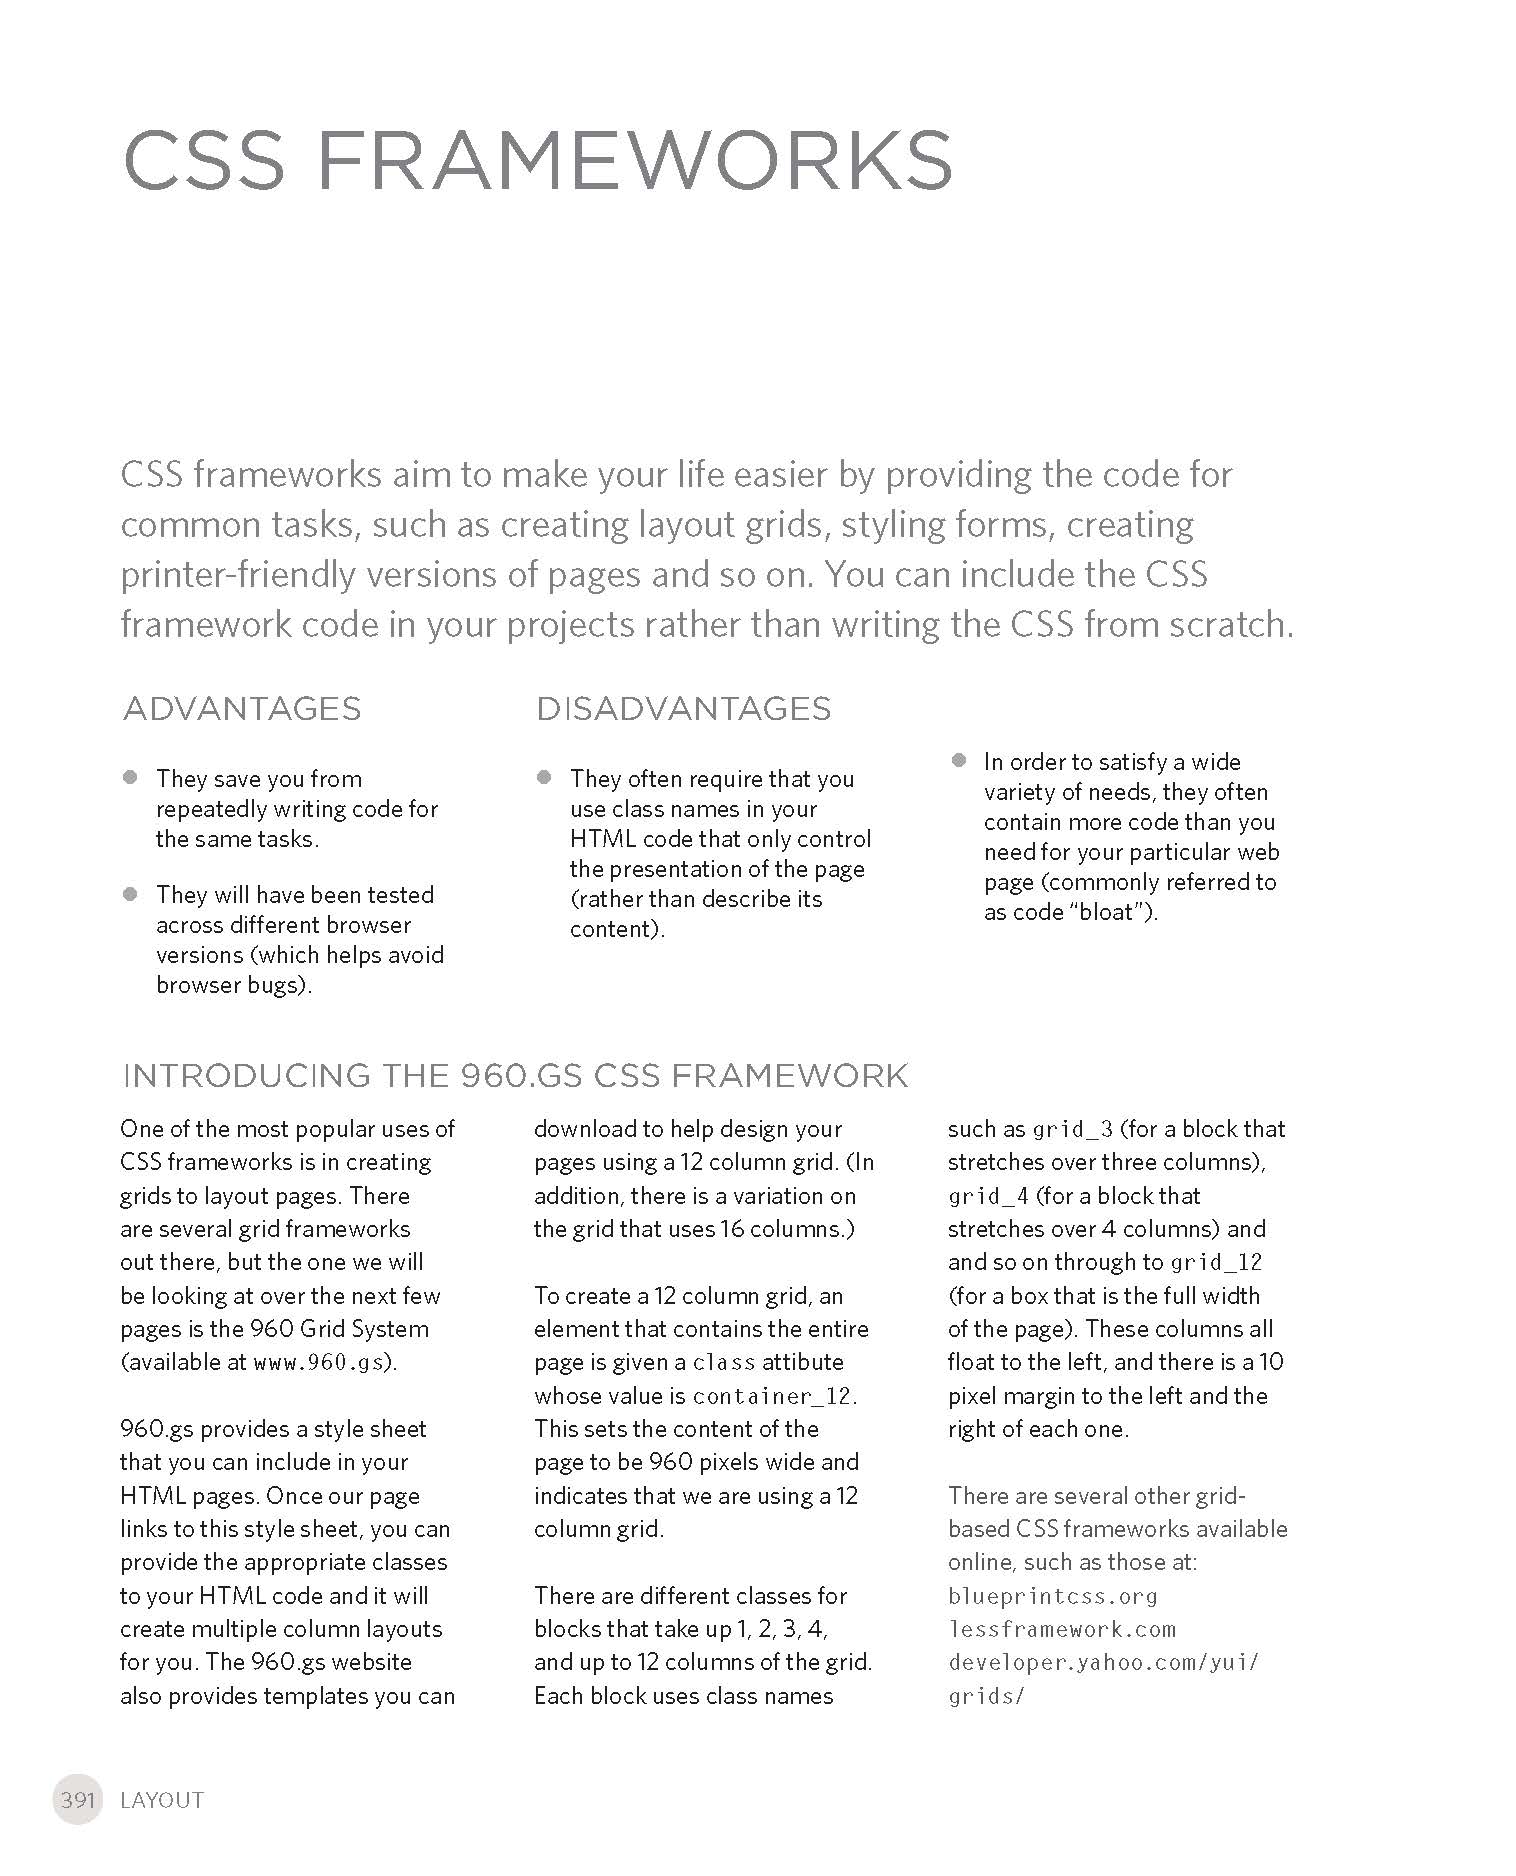 CSS FRAMEWORKS
CSS frameworks aim to make your life easier by providing the code for
common tasks, such as creating layout grids, styling forms, creating
printer-friendly versions of pages and so on. You can include the CSS
framework code in your projects rather than writing the CSS from scratch.
ADVANTAGES
They save you from
repeatedly writing code for
the same tasks.
They will have been tested
across different browser
versions (which helps avoid
browser bugs).
DISADVANTAGES
They often require that you
use class names in your
HTML code that only control
the presentation of the page
(rather than describe its
content).
In order to satisfy a wide
variety of needs, they often
contain more code than you
need for your particular web
page (commonly referred to
as code “bloat”).
INTRODUCING THE 960.GS CSS FRAMEWORK
One of the most popular uses of
CSS frameworks is in creating
grids to layout pages. There
are several grid frameworks
out there, but the one we will
be looking at over the next few
pages is the 960 Grid System
(available at www.960.gs).
960.gs provides a style sheet
that you can include in your
HTML pages. Once our page
links to this style sheet, you can
provide the appropriate classes
to your HTML code and it will
create multiple column layouts
for you. The 960.gs website
also provides templates you can
download to help design your
pages using a 12 column grid. (In
addition, there is a variation on
the grid that uses 16 columns.)
To create a 12 column grid, an
element that contains the entire
page is given a class attibute
whose value is container_12.
This sets the content of the
page to be 960 pixels wide and
indicates that we are using a 12
column grid.
There are different classes for
blocks that take up 1, 2, 3, 4,
and up to 12 columns of the grid.
Each block uses class names
such as grid_3 (for a block that
stretches over three columns),
grid_4 (for a block that
stretches over 4 columns) and
and so on through to grid_12
(for a box that is the full width
of the page). These columns all
float to the left, and there is a 10
pixel margin to the left and the
right of each one.
There are several other grid-
based CSS frameworks available
online, such as those at:
blueprintcss.org
lessframework.com
developer.yahoo.com/yui/
grids/
391 LAYOUT